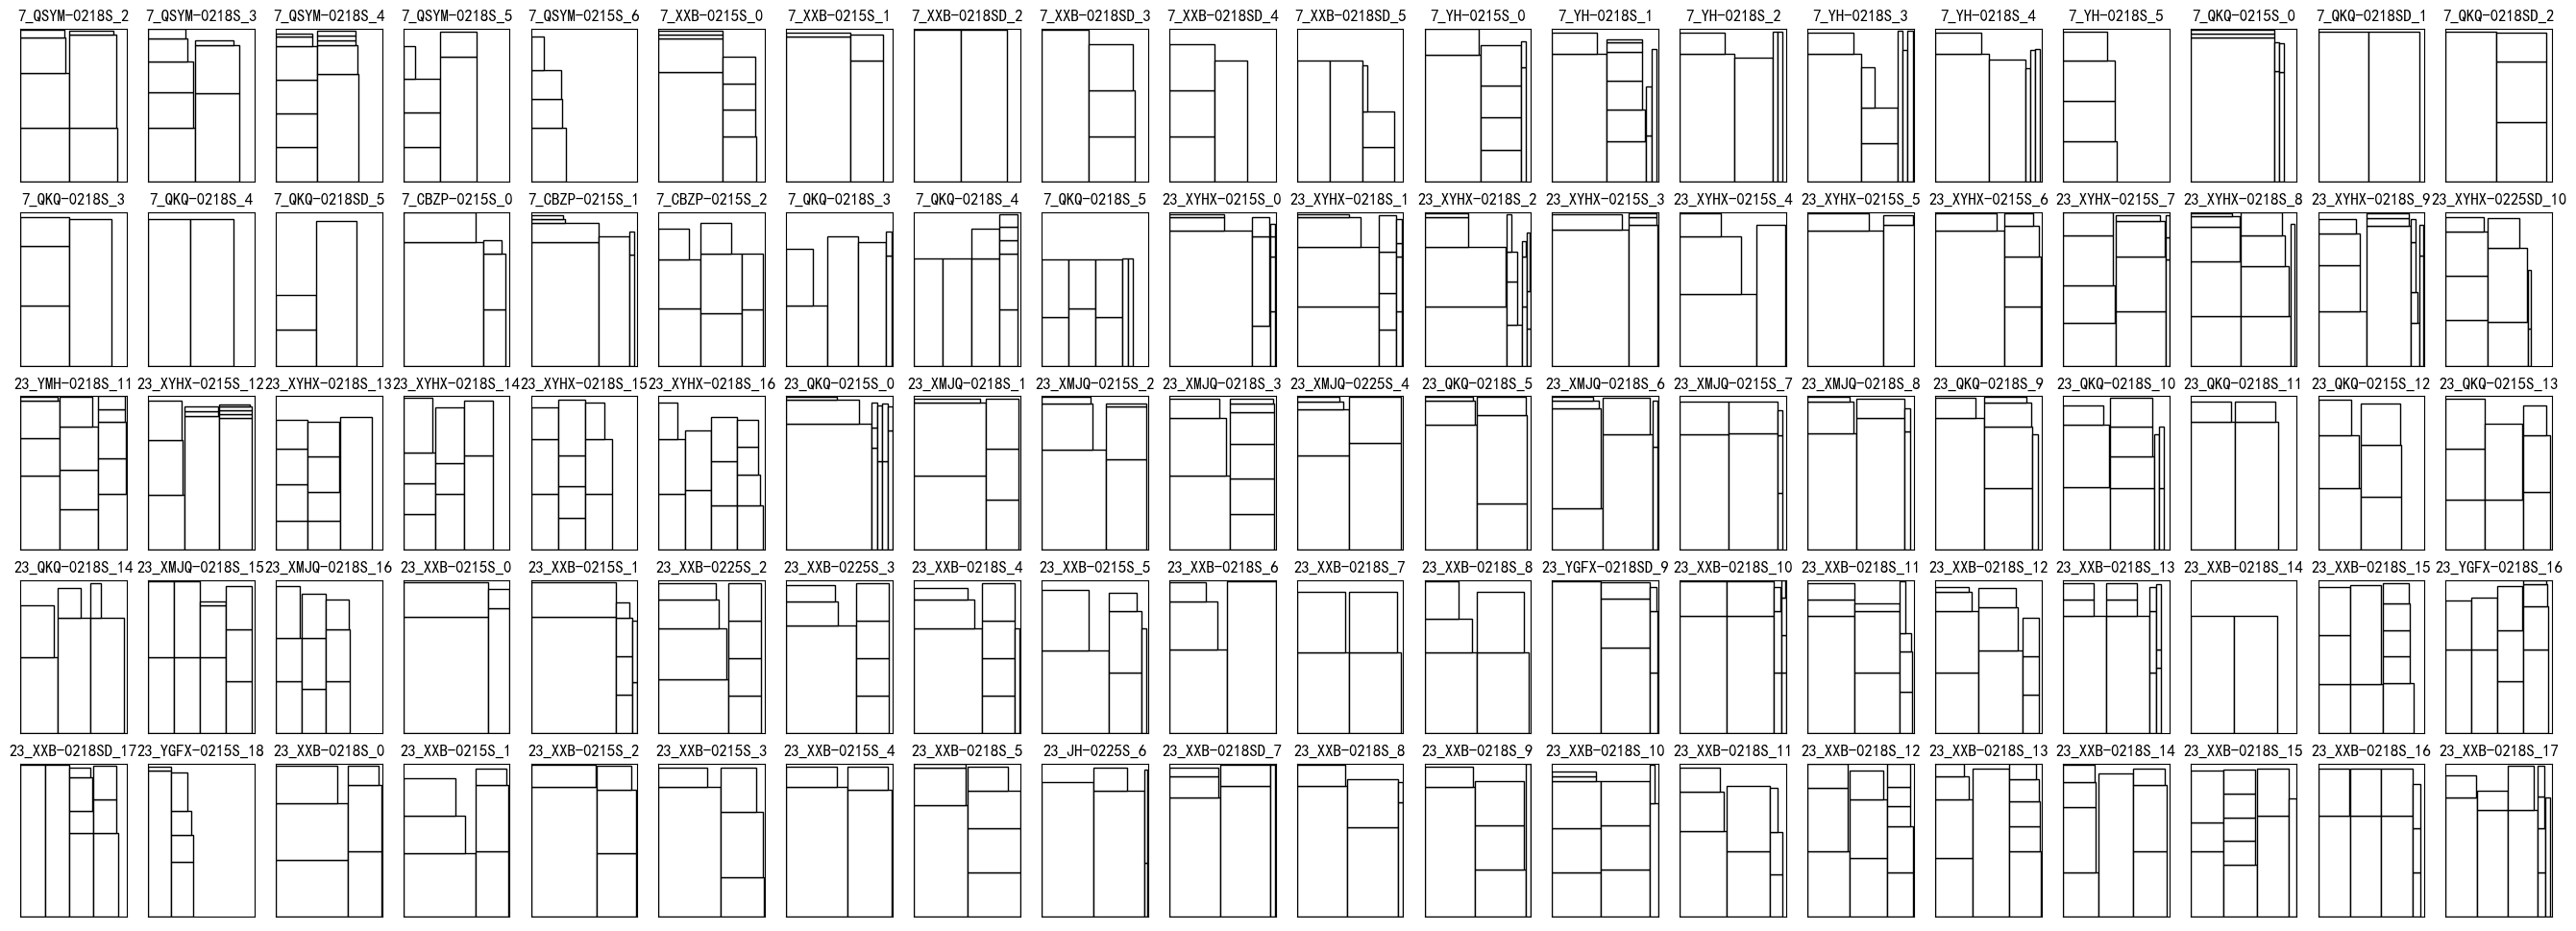 7_QSYM-0218S_2 7_QSYM-0218S_3 7_QSYM-0218S_4 7_QSYM-0218S_5 7_QSYM-0215S_6 7_XXB-0215S_0 7_XXB-0215S_1 7_XXB-0218SD_2 7_XXB-0218SD_3 7_XXB-0218SD_4 7_XXB-0218SD_5 7_YH-0215S_0 7_YH-0218S_1 7_YH-0218S_2 7_YH-0218S_3 7_YH-0218S_4 7_YH-0218S_5 7_QKQ-0215S_0 7_QKQ-0218SD_1 7_QKQ-0218SD_2
7_QKQ-0218S_3 7_QKQ-0218S_4 7_QKQ-0218SD_5 7_CBZP-0215S_0 7_CBZP-0215S_1 7_CBZP-0215S_2 7_QKQ-0218S_3 7_QKQ-0218S_4 7_QKQ-0218S_5 23_XYHX-0215S_0 23_XYHX-0218S_1 23_XYHX-0218S_2 23_XYHX-0215S_3 23_XYHX-0215S_4 23_XYHX-0215S_5 23_XYHX-0215S_6 23_XYHX-0215S_7 23_XYHX-0218S_8 23_XYHX-0218S_9 23_XYHX-0225SD_10
23_YMH-0218S_11 23_XYHX-0215S_12 23_XYHX-0218S_13 23_XYHX-0218S_14 23_XYHX-0218S_15 23_XYHX-0218S_16 23_QKQ-0215S_0 23_XMJQ-0218S_1 23_XMJQ-0215S_2 23_XMJQ-0218S_3 23_XMJQ-0225S_4 23_QKQ-0218S_5 23_XMJQ-0218S_6 23_XMJQ-0215S_7 23_XMJQ-0218S_8 23_QKQ-0218S_9 23_QKQ-0215S_10 23_QKQ-0218S_11 23_QKQ-0215S_12 23_QKQ-0215S_13
23_QKQ-0218S_14 23_XMJQ-0218S_15 23_XMJQ-0218S_16 23_XXB-0215S_0 23_XXB-0215S_1 23_XXB-0225S_2 23_XXB-0225S_3 23_XXB-0218S_4 23_XXB-0215S_5 23_XXB-0218S_6 23_XXB-0218S_7 23_XXB-0218S_8 23_YGFX-0218SD_9 23_XXB-0218S_10 23_XXB-0218S_11 23_XXB-0218S_12 23_XXB-0218S_13 23_XXB-0218S_14 23_XXB-0218S_15 23_YGFX-0218S_16
23_XXB-0218SD_17 23_YGFX-0215S_18 23_XXB-0218S_0 23_XXB-0215S_1 23_XXB-0215S_2 23_XXB-0215S_3 23_XXB-0215S_4 23_XXB-0218S_5 23_JH-0225S_6 23_XXB-0218SD_7 23_XXB-0218S_8 23_XXB-0218S_9 23_XXB-0218S_10 23_XXB-0218S_11 23_XXB-0218S_12 23_XXB-0218S_13 23_XXB-0218S_14 23_XXB-0218S_15 23_XXB-0218S_16 23_XXB-0218S_17